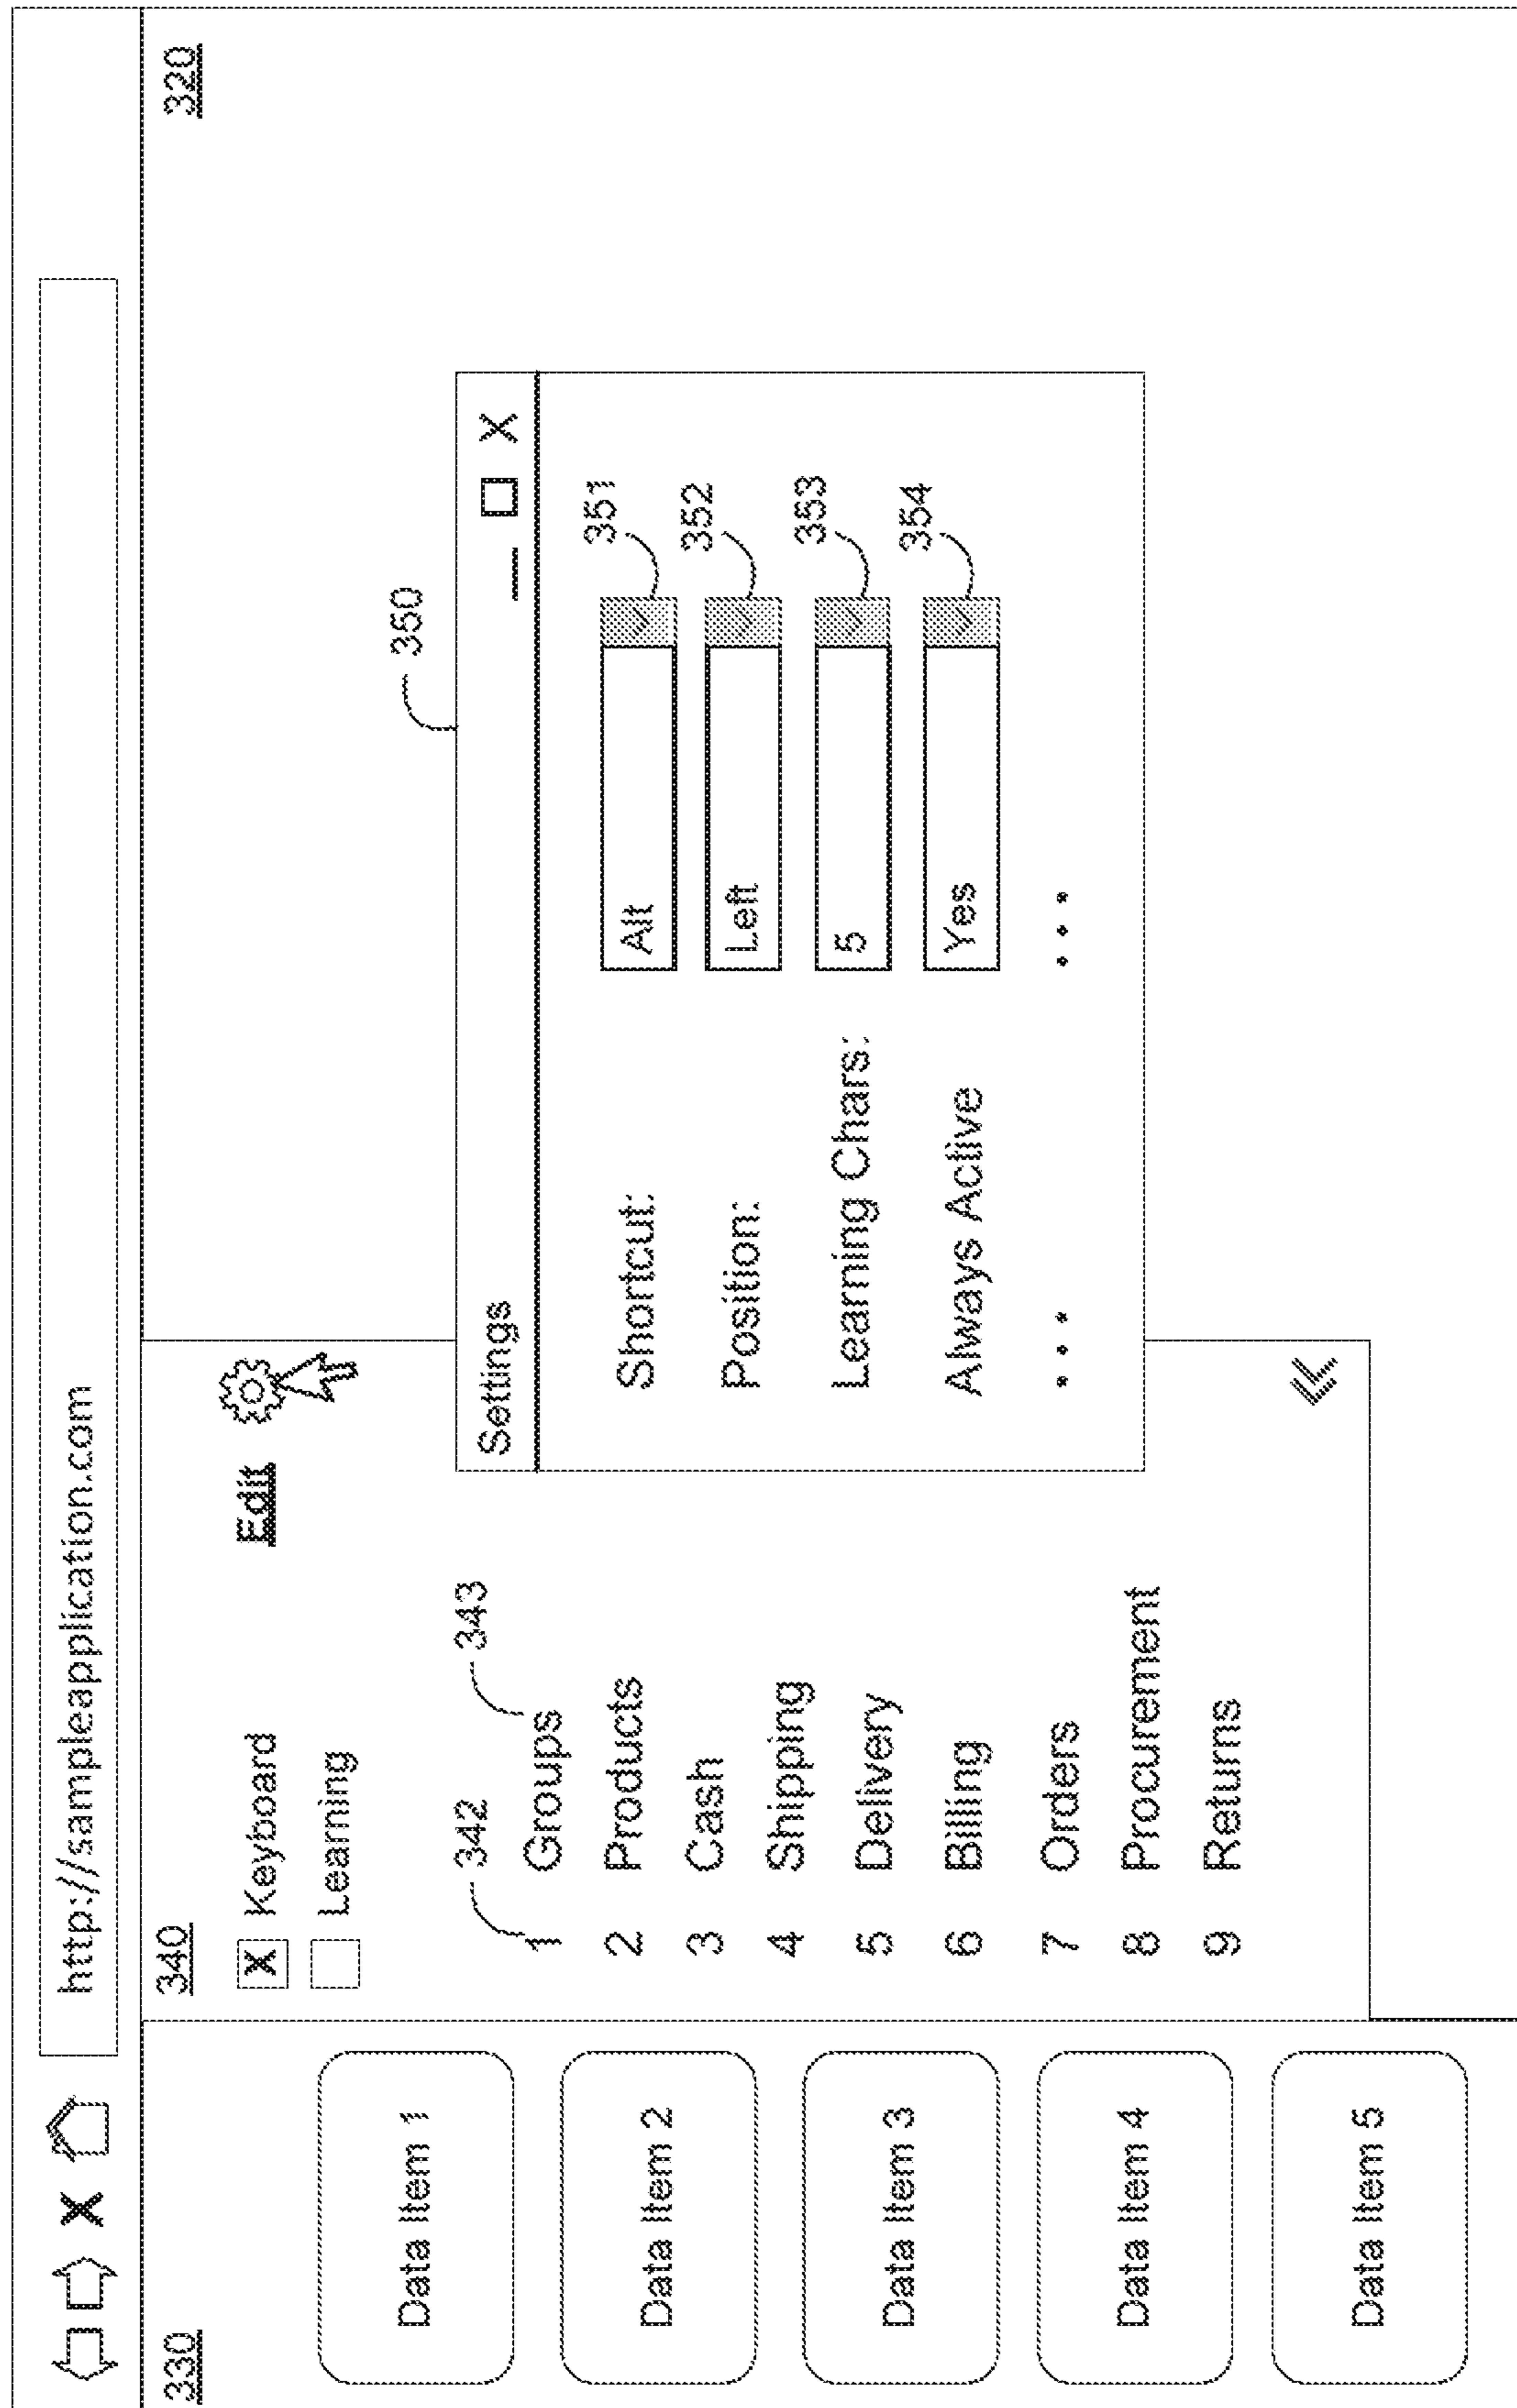 http://sampleapplication.com
330
340
320
X Keyboard
Edit
Learning
342
343
1 Groups
2 Products
3 Cash
4 Shipping
5 Delivery
6 Billing
7 Orders
8 Procurement
9 Returns
Data Item 1
Data Item 2
Data Item 3
Data Item 4
Data Item 5
350
Settings
Shortcut: Alt 351
Position: Left 352
Learning Chars: 5 353
Always Active Yes 354
... ...